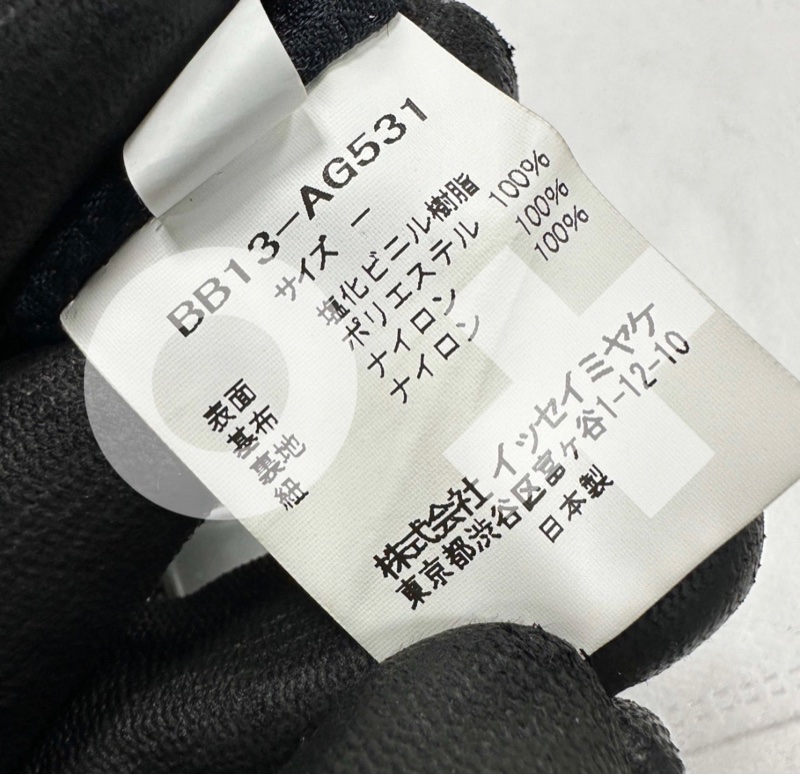 BB13-AG531
サイズ ー
表面 塩化ビニル樹脂 100%
基布 ポリエステル 100%
裏地 ナイロン 100%
紐 ナイロン
株式会社 イッセイミヤケ
東京都渋谷区富ヶ谷1-12-10
日本製